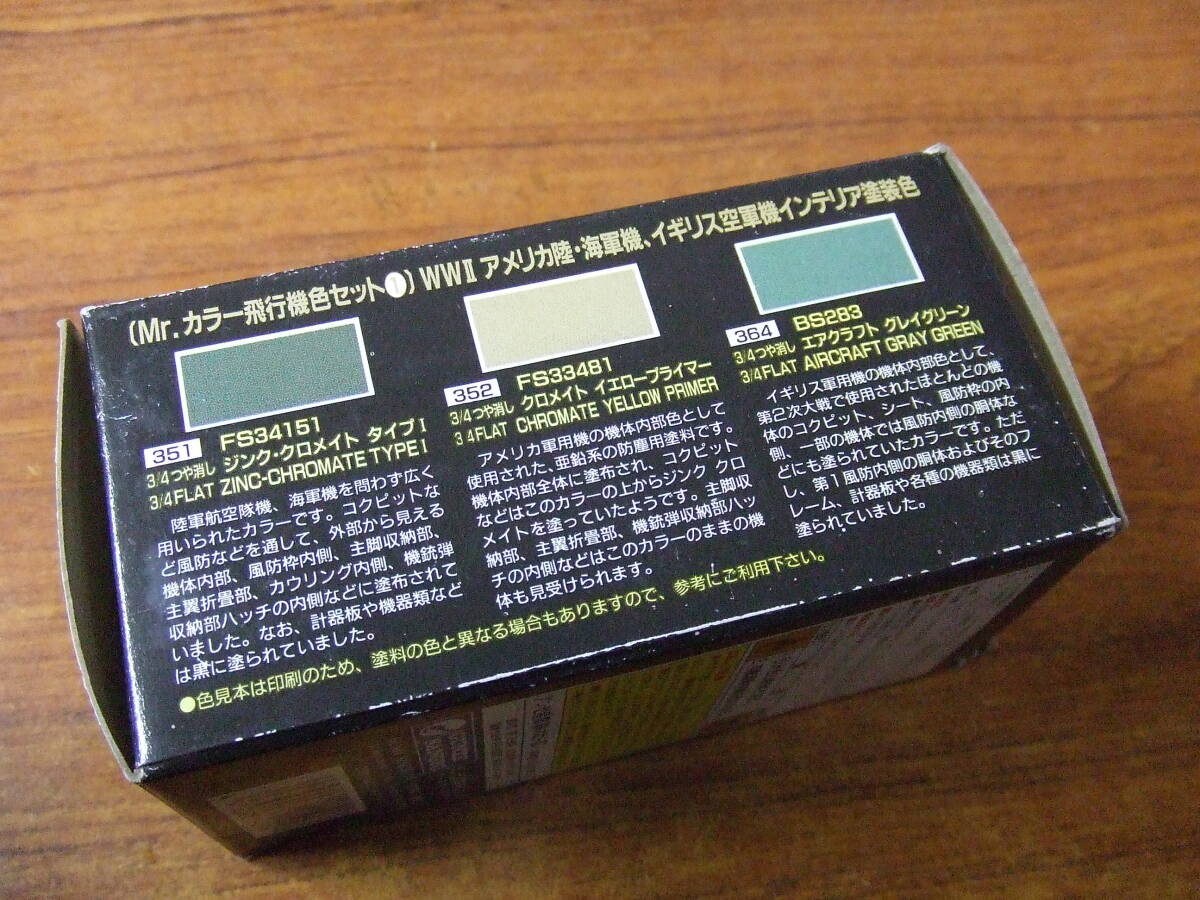 (Mr.カラー飛行機色セット❶) WWⅡ アメリカ陸・海軍機、イギリス空軍機インテリア塗装色
351 FS34151
3/4つや消し ジンク・クロメイト タイプⅠ
3/4 FLAT ZINC-CHROMATE TYPEⅠ
陸軍航空隊機、海軍機を問わず広く
用いられたカラーです。コクピットな
ど風防などを通して、外部から見える
機体内部、風防枠内側、主脚収納部、
主翼折畳部、カウリング内側、機銃弾
収納部ハッチの内側などに塗布されて
いました。なお、計器板や機器類など
は黒に塗られていました。
352 FS33481
3/4つや消し クロメイト イエロープライマー
3/4 FLAT CHROMATE YELLOW PRIMER
アメリカ軍用機の機体内部色として
使用された、亜鉛系の防塵用塗料です。
機体内部全体に塗布され、コクピット
などはこのカラーの上からジンク クロ
メイトを塗っていたようです。主脚収
納部、主翼折畳部、機銃弾収納部ハッ
チの内側などはこのカラーのままの機
体も見受けられます。
364 BS283
3/4つや消し エアクラフト グレイグリーン
3/4 FLAT AIRCRAFT GRAY GREEN
イギリス軍用機の機体内部色として、
第2次大戦で使用されたほとんどの機
体のコクピット、シート、風防枠の内
側、一部の機体では風防内側の胴体な
どにも塗られていたカラーです。ただ
し、第1風防内側の胴体およびそのフ
レーム、計器板や各種の機器類は黒に
塗られていました。
●色見本は印刷のため、塗料の色と異なる場合もありますので、参考にご利用下さい。